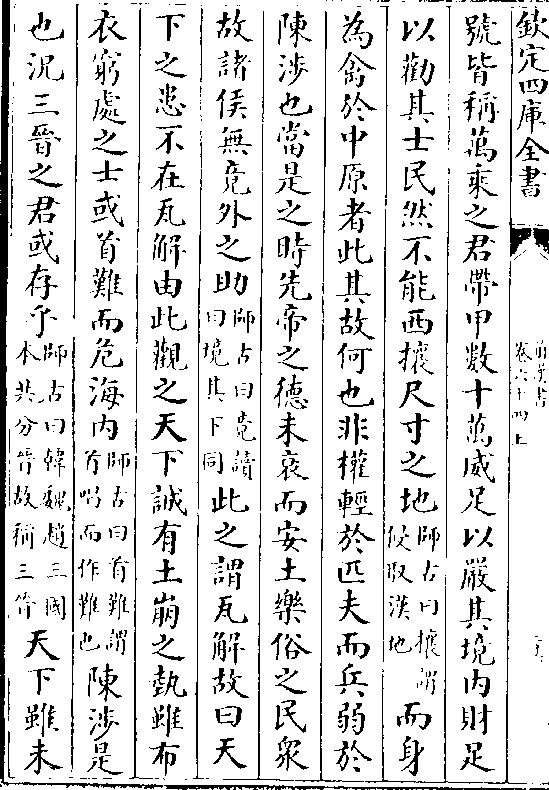 欽定四庫全書
前漢書
卷六十四上
號皆稱萬乘之君帶甲數十萬威足以嚴其境内財足
以勸其士民然不能西攘尺寸之地師古曰攘謂侵取漢地而身
為禽於中原者此其故何也非權輕於匹夫而兵弱於
陳涉也當是之時先帝之德未衰而安土樂俗之民衆
故諸侯無竟外之助師古曰竟讀曰境其下同此之謂瓦解故曰天
下之患不在瓦解由此觀之天下誠有土崩之埶雖布
衣窮處之士或首難而危海内師古曰首難謂首唱而作難也陳涉是
也況三晉之君或存乎師古曰韓魏趙三國本共分晉故稱三晉天下雖未